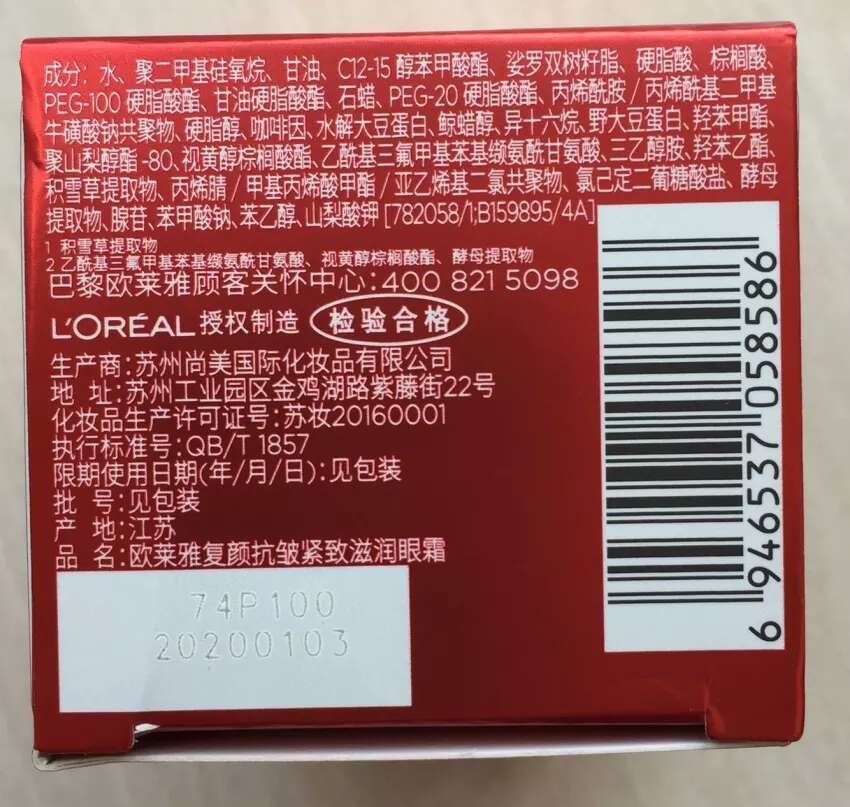 成分：水、聚二甲基硅氧烷、甘油、C12-15 醇苯甲酸酯、娑罗双树籽脂、硬脂酸、棕榈酸、
PEG-100 硬脂酸酯、甘油硬脂酸酯、石蜡、PEG-20 硬脂酸酯、丙烯酰胺 / 丙烯酰基二甲基
牛磺酸钠共聚物、硬脂醇、咖啡因、水解大豆蛋白、鲸蜡醇、异十六烷、野大豆蛋白、羟苯甲酯、
聚山梨醇酯 -80、视黄醇棕榈酸酯、乙酰基三氟甲基苯基缬氨酰甘氨酸、三乙醇胺、羟苯乙酯、
积雪草提取物、丙烯腈 / 甲基丙烯酸甲酯 / 亚乙烯基二氯共聚物、氯己定二葡糖酸盐、酵母
提取物、腺苷、苯甲酸钠、苯乙醇、山梨酸钾 [782058/1;B159895/4A]
1 积雪草提取物
2 乙酰基三氟甲基苯基缬氨酰甘氨酸、视黄醇棕榈酸酯、酵母提取物
巴黎欧莱雅顾客关怀中心：400 821 5098
L'ORÉAL 授权制造 检验合格
生产商：苏州尚美国际化妆品有限公司
地 址：苏州工业园区金鸡湖路紫藤街22号
化妆品生产许可证号：苏妆20160001
执行标准号：QB/T 1857
限期使用日期(年/月/日)：见包装
批 号：见包装
产 地：江苏
品 名：欧莱雅复颜抗皱紧致滋润眼霜
74P100
20200103
6 946537 058586